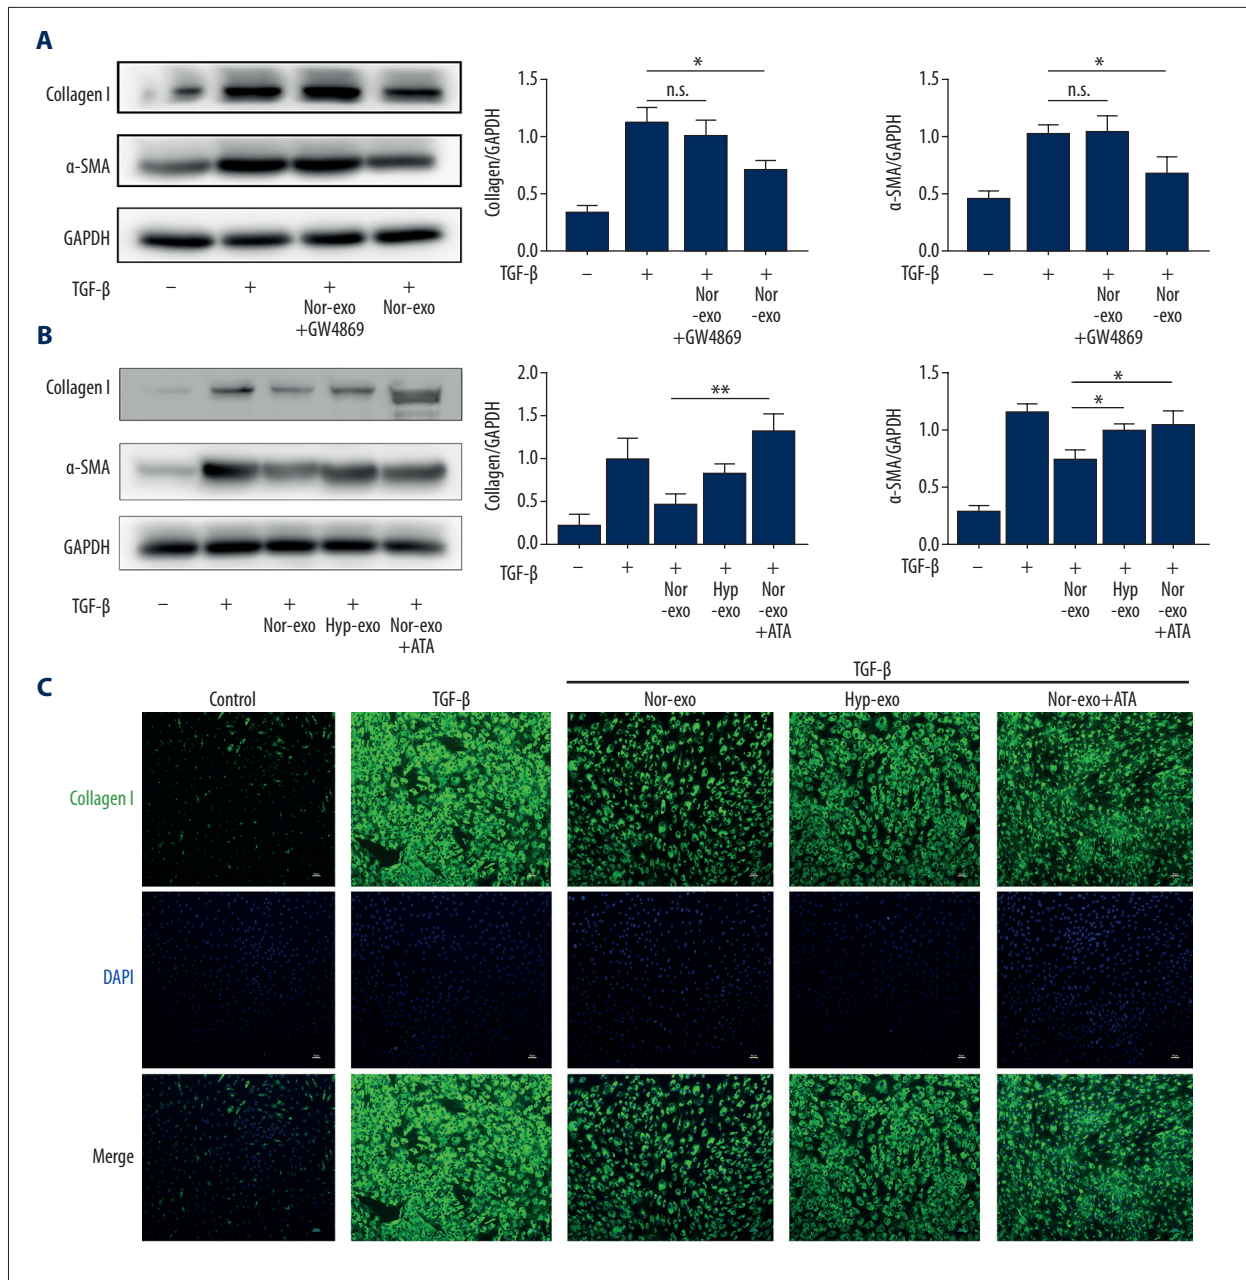 A
Collagen I
α-SMA
GAPDH
TGF-β – + + +
Nor-exo Nor-exo
+GW4869
Collagen/GAPDH
1.5
1.0
0.5
0.0
*
n.s.
TGF-β – + + +
Nor Nor
-exo -exo
+GW4869
α-SMA/GAPDH
1.5
1.0
0.5
0.0
*
n.s.
TGF-β – + + +
Nor Nor
-exo -exo
+GW4869
B
Collagen I
α-SMA
GAPDH
TGF-β – + + + +
Nor-exo Hyp-exo Nor-exo
+ATA
Collagen/GAPDH
2.0
1.5
1.0
0.5
0.0
**
TGF-β – + + + +
Nor Hyp Nor
-exo -exo -exo
+ATA
α-SMA/GAPDH
1.5
1.0
0.5
0.0
*
*
TGF-β – + + + +
Nor Hyp Nor
-exo -exo -exo
+ATA
C
TGF-β
Control TGF-β Nor-exo Hyp-exo Nor-exo+ATA
Collagen I
DAPI
Merge